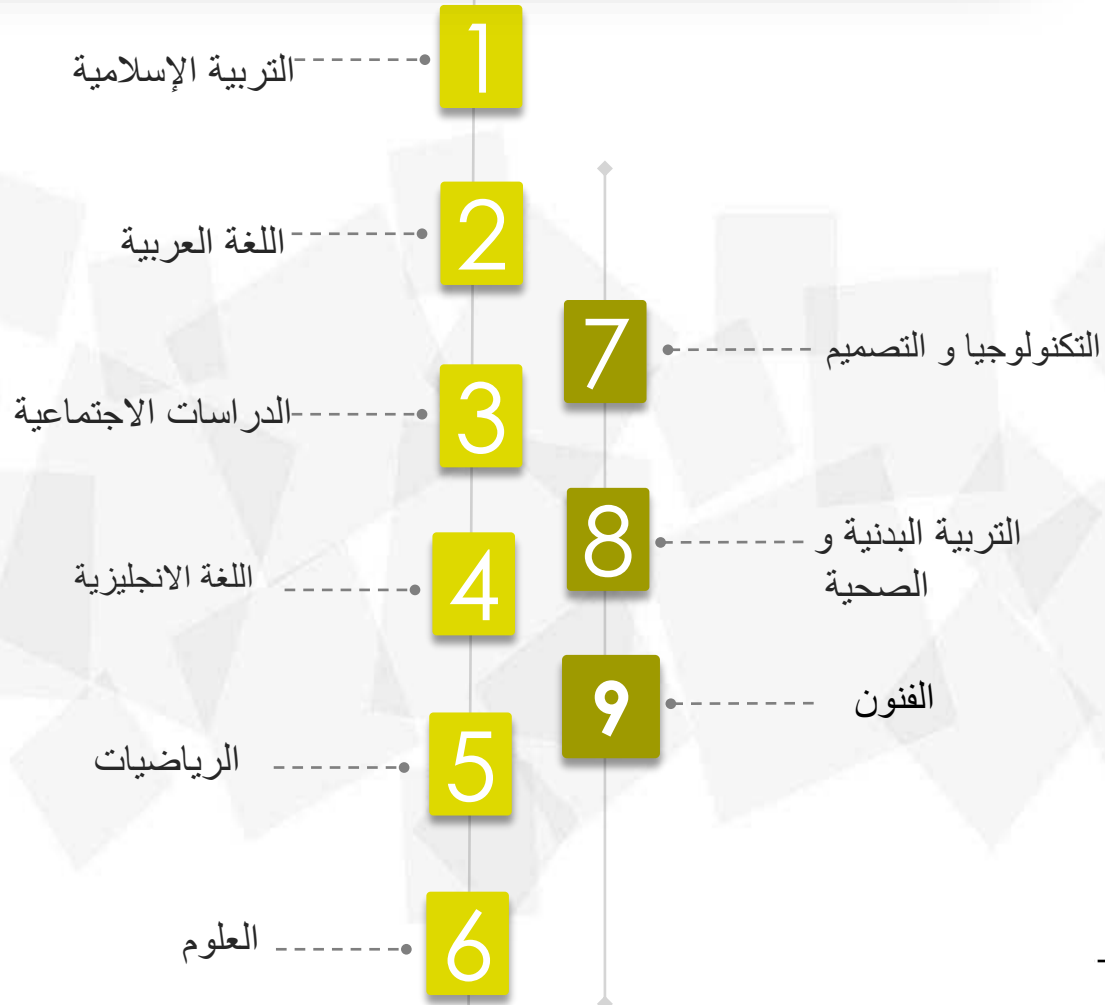 1
التربية الإسلامية
2
اللغة العربية
3
الدراسات الاجتماعية
4
اللغة الانجليزية
5
الرياضيات
6
العلوم
7
التكنولوجيا و التصميم
8
التربية البدنية و
الصحية
9
الفنون